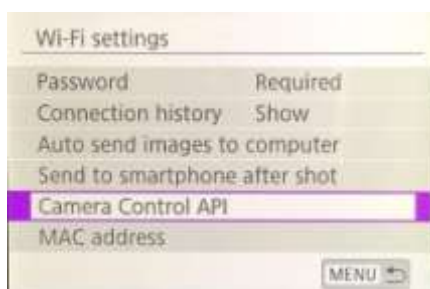 Wi-Fi settings
Password Required
Connection history Show
Auto send images to computer
Send to smartphone after shot
Camera Control API
MAC address
MENU